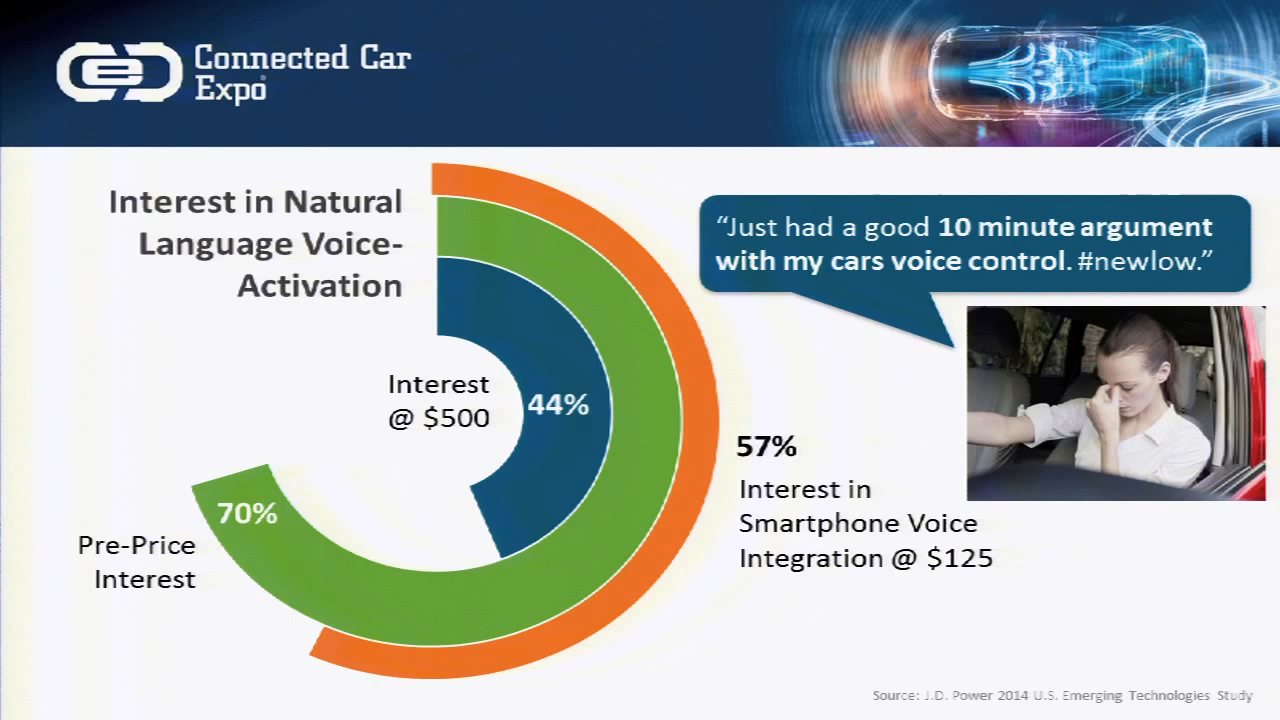 Connected Car
Expo
Interest in Natural
Language Voice-
Activation
“Just had a good 10 minute argument
with my cars voice control. #newlow.”
Interest
@ $500
44%
57%
Interest in
Smartphone Voice
Integration @ $125
70%
Pre-Price
Interest
Source: J.D. Power 2014 U.S. Emerging Technologies Study